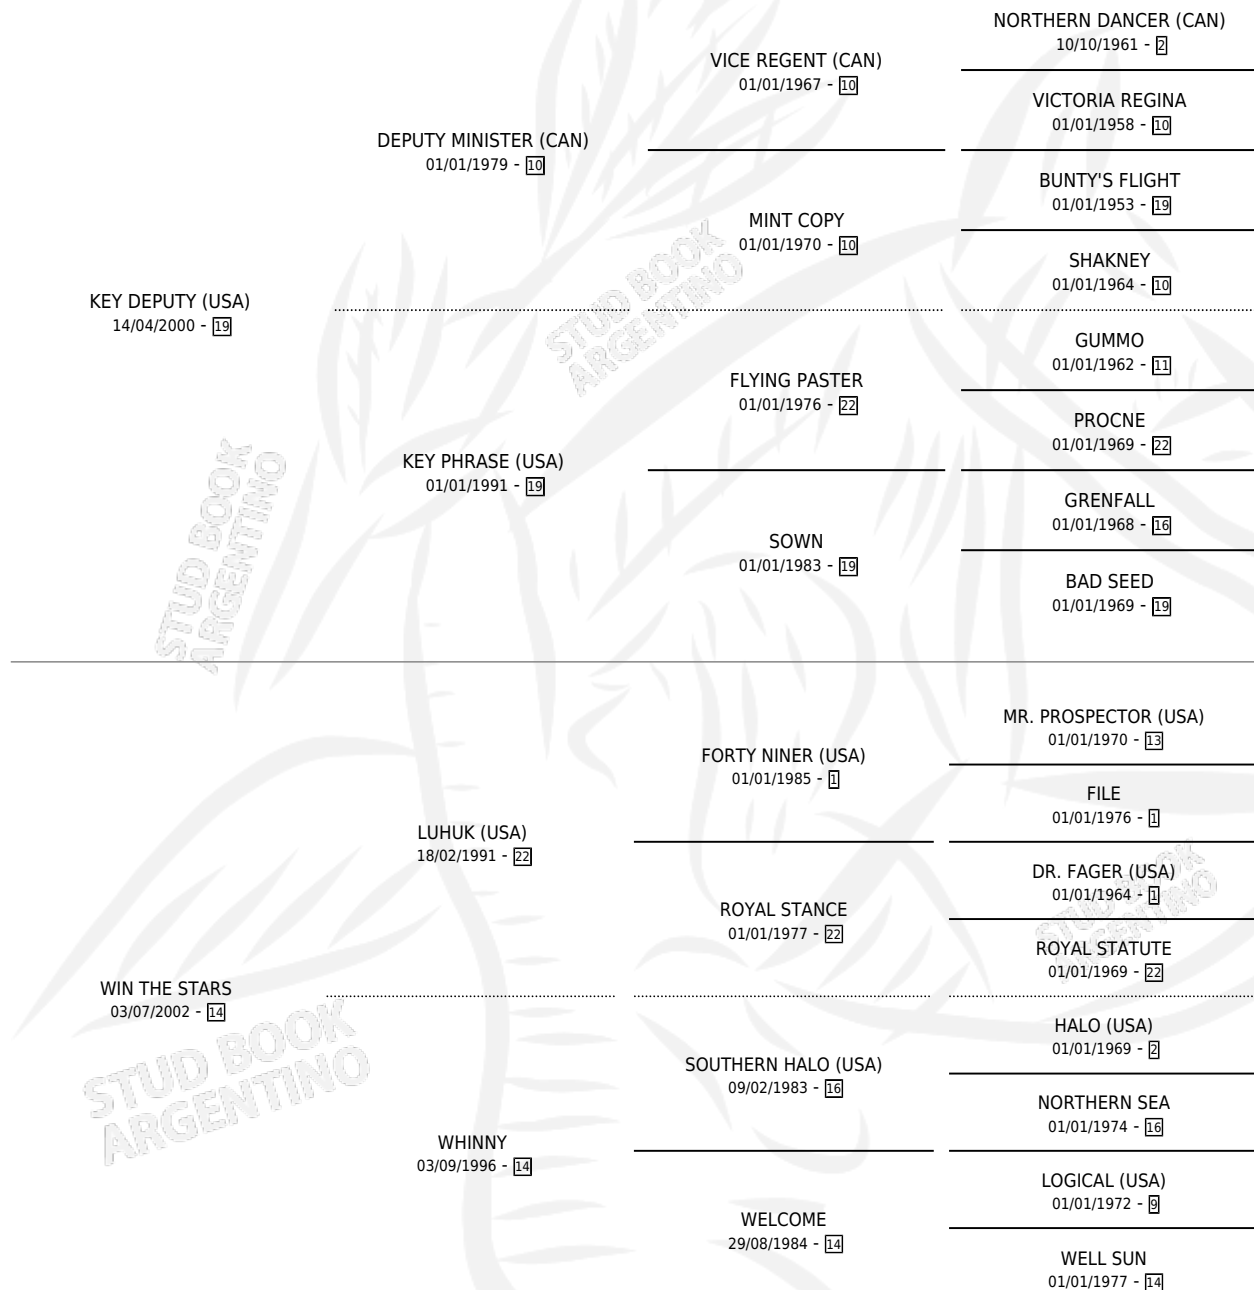 NORTHERN DANCER (CAN)
10/10/1961 - 2
VICE REGENT (CAN)
01/01/1967 - 10
VICTORIA REGINA
01/01/1958 - 10
DEPUTY MINISTER (CAN)
01/01/1979 - 10
BUNTY'S FLIGHT
01/01/1953 - 19
MINT COPY
01/01/1970 - 10
SHAKNEY
01/01/1964 - 10
KEY DEPUTY (USA)
14/04/2000 - 19
STUD BOOK
ARGENTINO
GUMMO
01/01/1962 - 11
FLYING PASTER
01/01/1976 - 22
PROCNE
01/01/1969 - 22
KEY PHRASE (USA)
01/01/1991 - 19
GRENFALL
01/01/1968 - 16
SOWN
01/01/1983 - 19
BAD SEED
01/01/1969 - 19
STUD BOOK
ARGENTINO
MR. PROSPECTOR (USA)
01/01/1970 - 13
FORTY NINER (USA)
01/01/1985 - 1
FILE
01/01/1976 - 1
LUHUK (USA)
18/02/1991 - 22
DR. FAGER (USA)
01/01/1964 - 1
STUD BOOK
ARGENTINO
ROYAL STANCE
01/01/1977 - 22
ROYAL STATUTE
01/01/1969 - 22
WIN THE STARS
03/07/2002 - 14
STUD BOOK
ARGENTINO
HALO (USA)
01/01/1969 - 2
SOUTHERN HALO (USA)
09/02/1983 - 16
NORTHERN SEA
01/01/1974 - 16
WHINNY
03/09/1996 - 14
LOGICAL (USA)
01/01/1972 - 9
WELCOME
29/08/1984 - 14
WELL SUN
01/01/1977 - 14